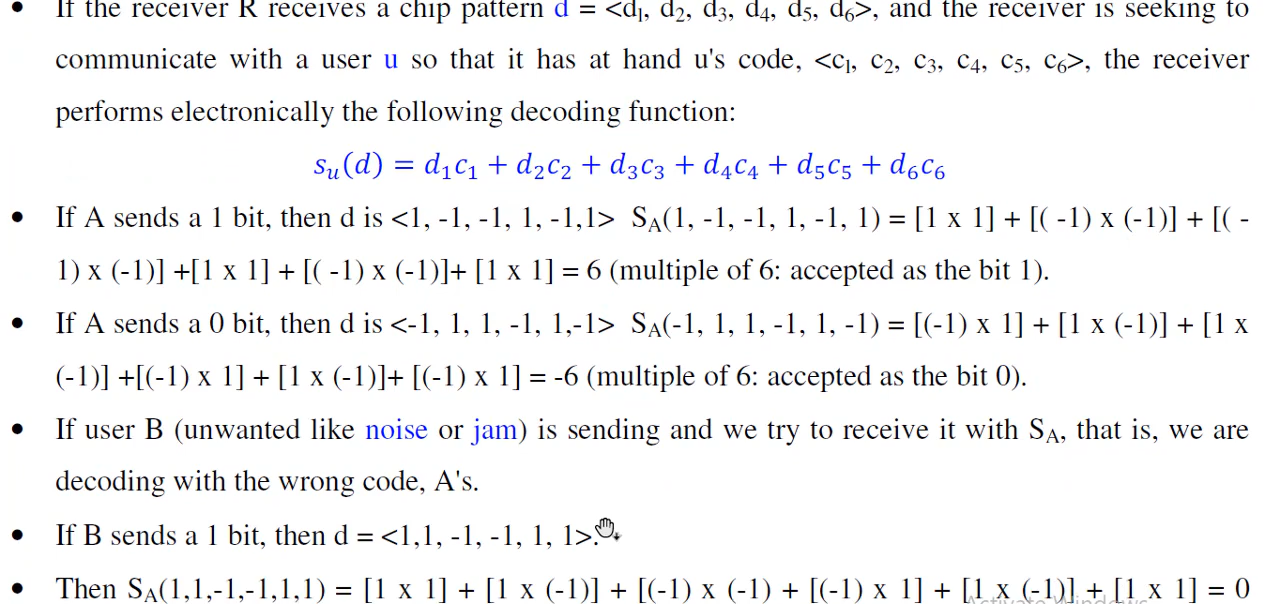 • If the receiver R receives a chip pattern d = <d₁, d₂, d₃, d₄, d₅, d₆>, and the receiver is seeking to
communicate with a user u so that it has at hand u's code, <c₁, c₂, c₃, c₄, c₅, c₆>, the receiver
performs electronically the following decoding function:
sᵤ(d) = d₁c₁ + d₂c₂ + d₃c₃ + d₄c₄ + d₅c₅ + d₆c₆
• If A sends a 1 bit, then d is <1, -1, -1, 1, -1,1> S_A(1, -1, -1, 1, -1, 1) = [1 x 1] + [( -1) x (-1)] + [( -
1) x (-1)] +[1 x 1] + [( -1) x (-1)]+ [1 x 1] = 6 (multiple of 6: accepted as the bit 1).
• If A sends a 0 bit, then d is <-1, 1, 1, -1, 1,-1> S_A(-1, 1, 1, -1, 1, -1) = [(-1) x 1] + [1 x (-1)] + [1 x
(-1)] +[(-1) x 1] + [1 x (-1)]+ [(-1) x 1] = -6 (multiple of 6: accepted as the bit 0).
• If user B (unwanted like noise or jam) is sending and we try to receive it with S_A, that is, we are
decoding with the wrong code, A's.
• If B sends a 1 bit, then d = <1,1, -1, -1, 1, 1>.
• Then S_A(1,1,-1,-1,1,1) = [1 x 1] + [1 x (-1)] + [(-1) x (-1) + [(-1) x 1] + [1 x (-1)] + [1 x 1] = 0
Activate Windows